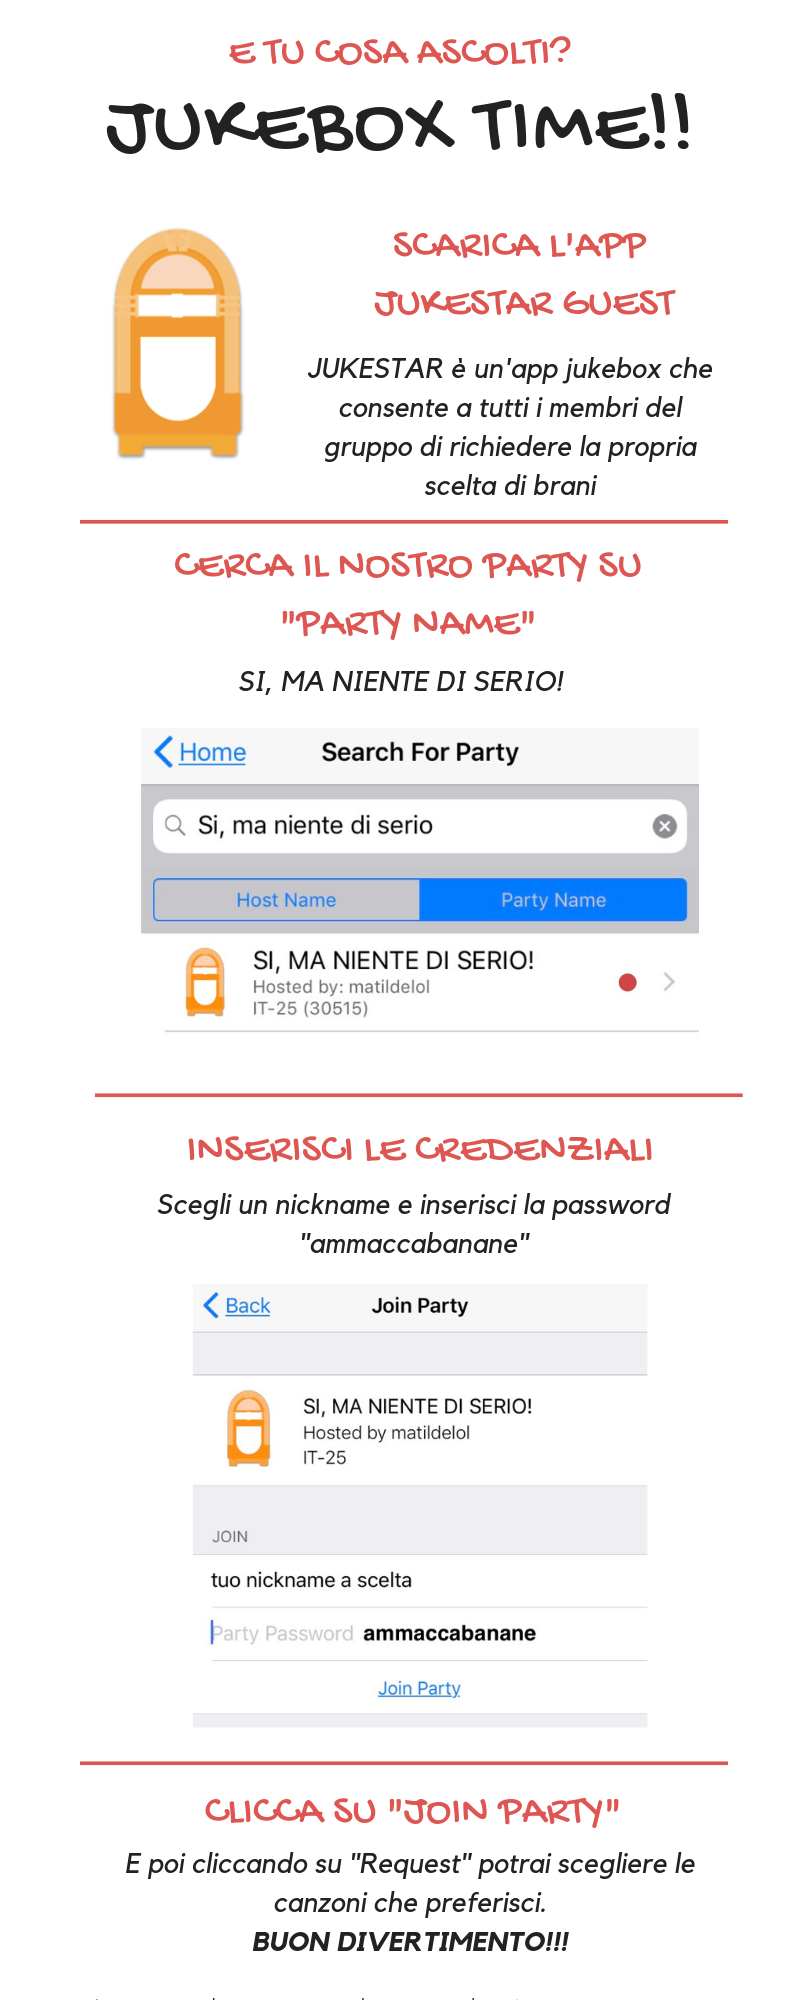 E TU COSA ASCOLTI?
JUKEBOX TIME!!
SCARICA L'APP
JUKESTAR GUEST
JUKESTAR è un'app jukebox che
consente a tutti i membri del
gruppo di richiedere la propria
scelta di brani
CERCA IL NOSTRO PARTY SU
"PARTY NAME"
SI, MA NIENTE DI SERIO!
Home Search For Party
Si, ma niente di serio
Host Name Party Name
SI, MA NIENTE DI SERIO!
Hosted by: matildelol
IT-25 (30515)
INSERISCI LE CREDENZIALI
Scegli un nickname e inserisci la password
"ammaccabanane"
Back Join Party
SI, MA NIENTE DI SERIO!
Hosted by matildelol
IT-25
JOIN
tuo nickname a scelta
Party Password ammaccabanane
Join Party
CLICCA SU "JOIN PARTY"
E poi cliccando su "Request" potrai scegliere le
canzoni che preferisci.
BUON DIVERTIMENTO!!!